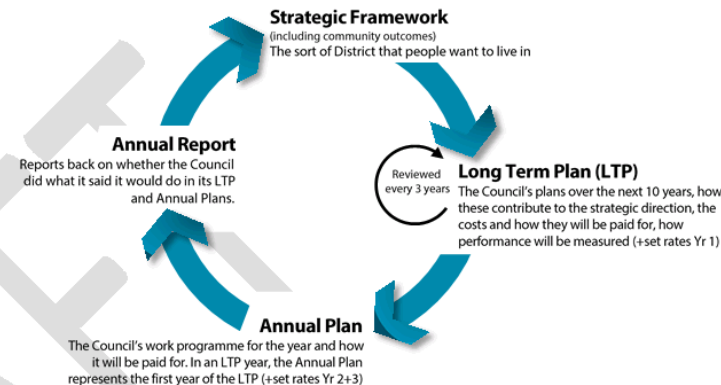 Strategic Framework
(including community outcomes)
The sort of District that people want to live in
Annual Report
Reports back on whether the Council
did what it said it would do in its LTP
and Annual Plans.
Reviewed
every 3 years
Long Term Plan (LTP)
The Council's plans over the next 10 years, how
these contribute to the strategic direction, the
costs and how they will be paid for, how
performance will be measured (+set rates Yr 1)
Annual Plan
The Council's work programme for the year and how
it will be paid for. In an LTP year, the Annual Plan
represents the first year of the LTP (+set rates Yr 2+3)